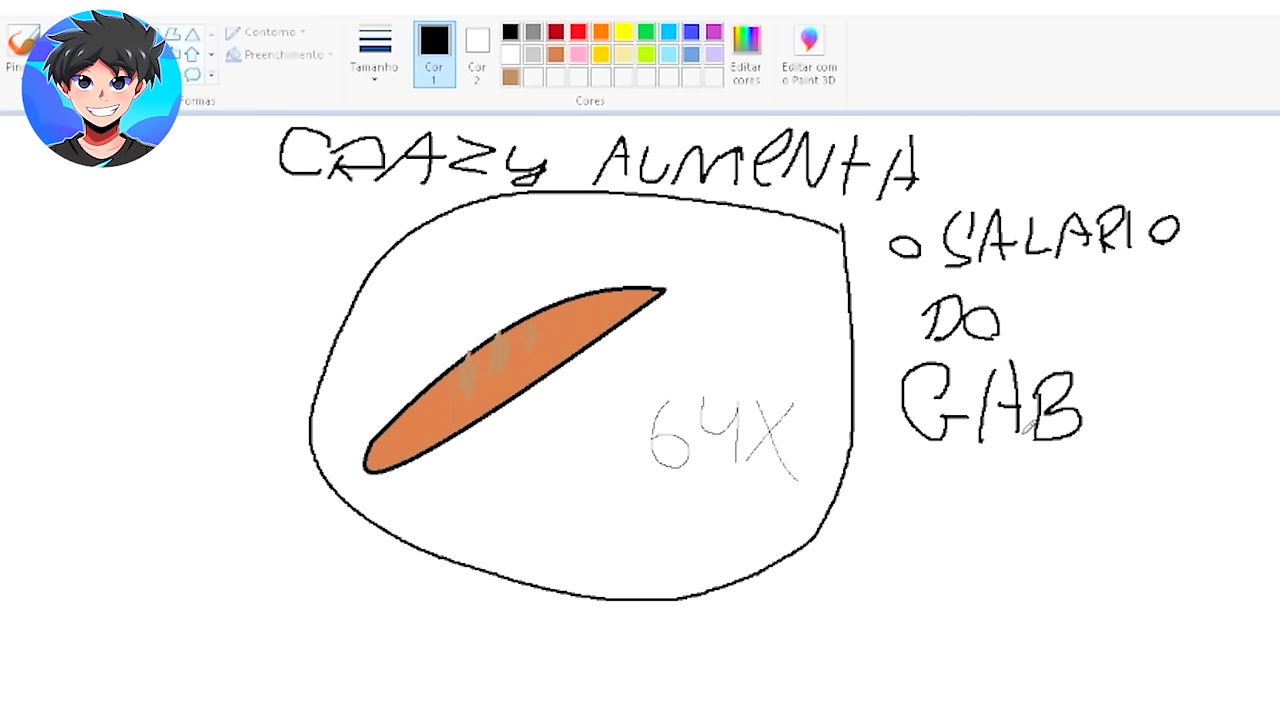 Contorno
Preenchimento
Formas
Tamanho
Cor
1
Cor
2
Editar
cores
Editar com
o Paint 3D
Cores
CRAZY AUMENTA
O SALARIO
DO
GAB
64X